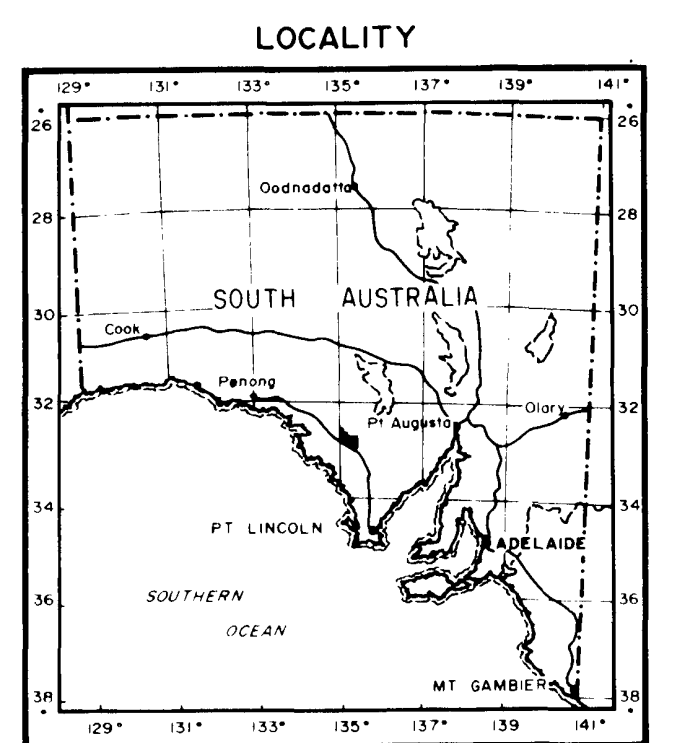 LOCALITY
129° 131° 133° 135° 137° 139° 141°
26 26
Oodnadatta
28 28
SOUTH AUSTRALIA
30 30
Cook
Penong
32 Olary 32
Pt Augusta
34 34
PT LINCOLN
ADELAIDE
SOUTHERN
36 36
OCEAN
MT GAMBIER
38 38
129° 131° 133° 135° 137° 139 141°